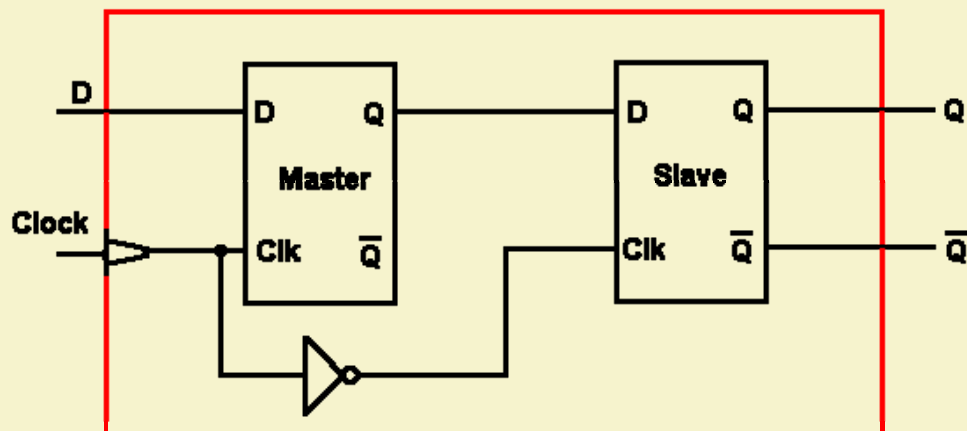 D
D Q
D Q
Q
Master
Slave
Clock
Clk Q̅
Clk Q̅
Q̅